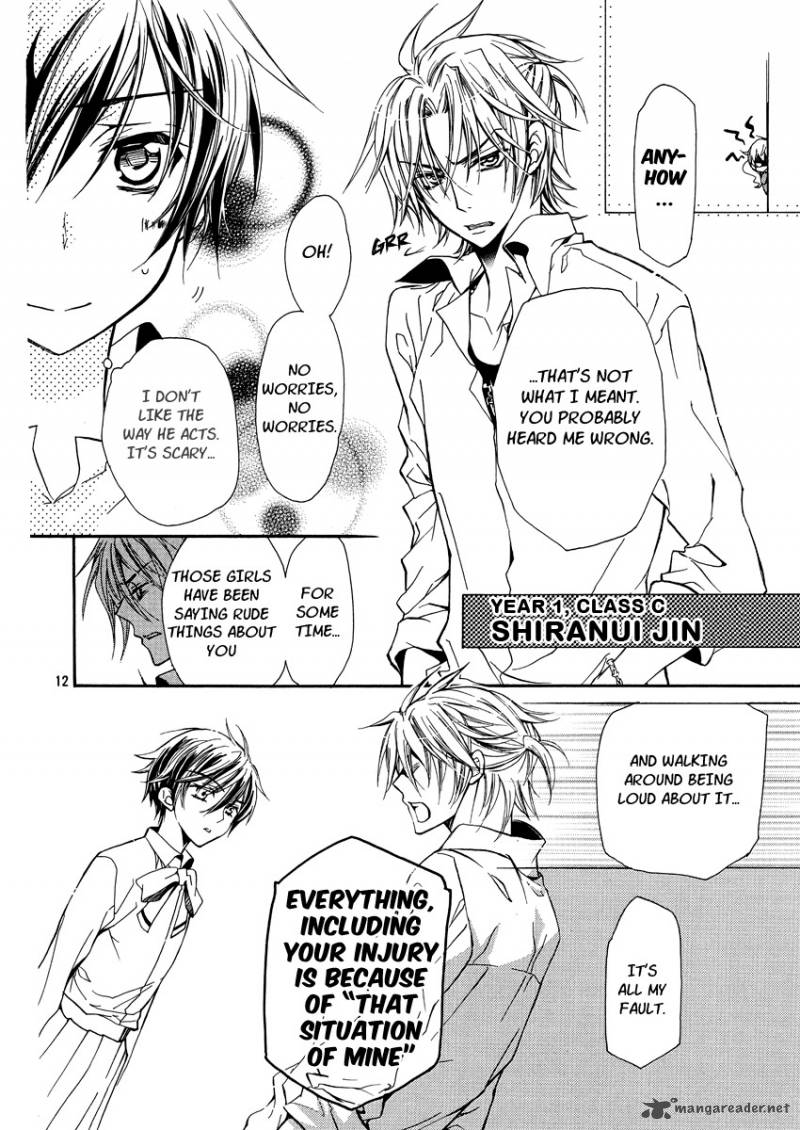 ANY-
HOW
...
...THAT'S NOT
WHAT I MEANT.
YOU PROBABLY
HEARD ME WRONG.
GRR
YEAR 1, CLASS C
SHIRANUI JIN
OH!
NO
WORRIES,
NO
WORRIES.
I DON'T
LIKE THE
WAY HE ACTS.
IT'S SCARY...
FOR
SOME
TIME...
THOSE GIRLS
HAVE BEEN
SAYING RUDE
THINGS ABOUT
YOU
12
AND WALKING
AROUND BEING
LOUD ABOUT IT...
IT'S
ALL MY
FAULT.
EVERYTHING,
INCLUDING
YOUR INJURY
IS BECAUSE
OF "THAT
SITUATION
OF MINE"
mangareader.net